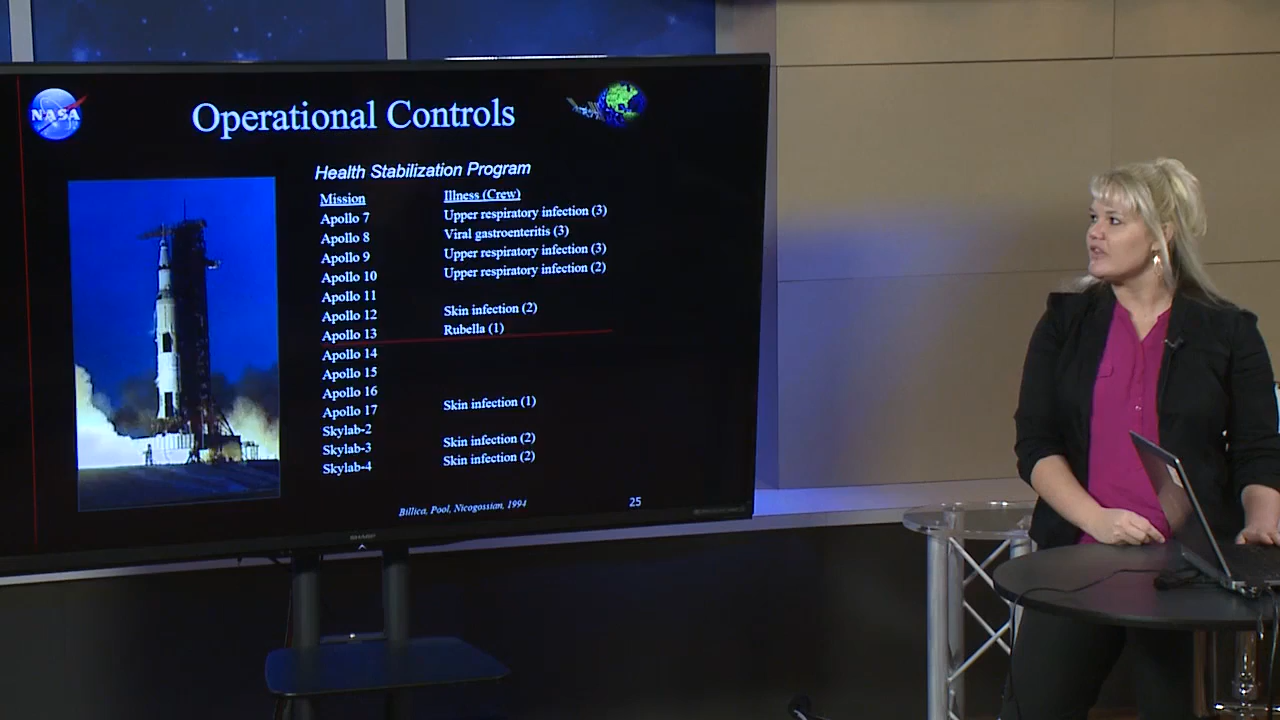 NASA
Operational Controls
Health Stabilization Program
Mission Illness (Crew)
Apollo 7 Upper respiratory infection (3)
Apollo 8 Viral gastroenteritis (3)
Apollo 9 Upper respiratory infection (3)
Apollo 10 Upper respiratory infection (2)
Apollo 11
Apollo 12 Skin infection (2)
Apollo 13 Rubella (1)
Apollo 14
Apollo 15
Apollo 16
Apollo 17 Skin infection (1)
Skylab-2
Skylab-3 Skin infection (2)
Skylab-4 Skin infection (2)
Billica, Pool, Nicogossian, 1994
25
SHARP